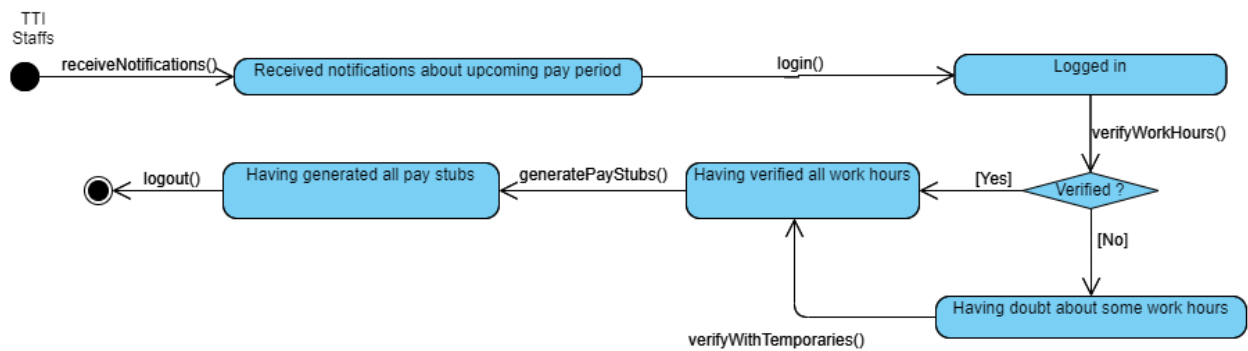 TTI
Staffs
receiveNotifications()
Received notifications about upcoming pay period
login()
Logged in
verifyWorkHours()
logout()
Having generated all pay stubs
generatePayStubs()
Having verified all work hours
[Yes]
Verified ?
[No]
Having doubt about some work hours
verifyWithTemporaries()